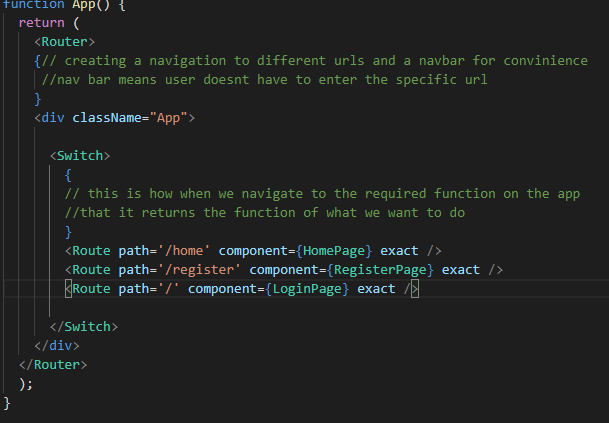 function App() {
return (
<Router>
{// creating a navigation to different urls and a navbar for convinience
//nav bar means user doesnt have to enter the specific url
}
<div className="App">
<Switch>
{
// this is how when we navigate to the required function on the app
//that it returns the function of what we want to do
}
<Route path='/home' component={HomePage} exact />
<Route path='/register' component={RegisterPage} exact />
<Route path='/' component={LoginPage} exact />
</Switch>
</div>
</Router>
);
}